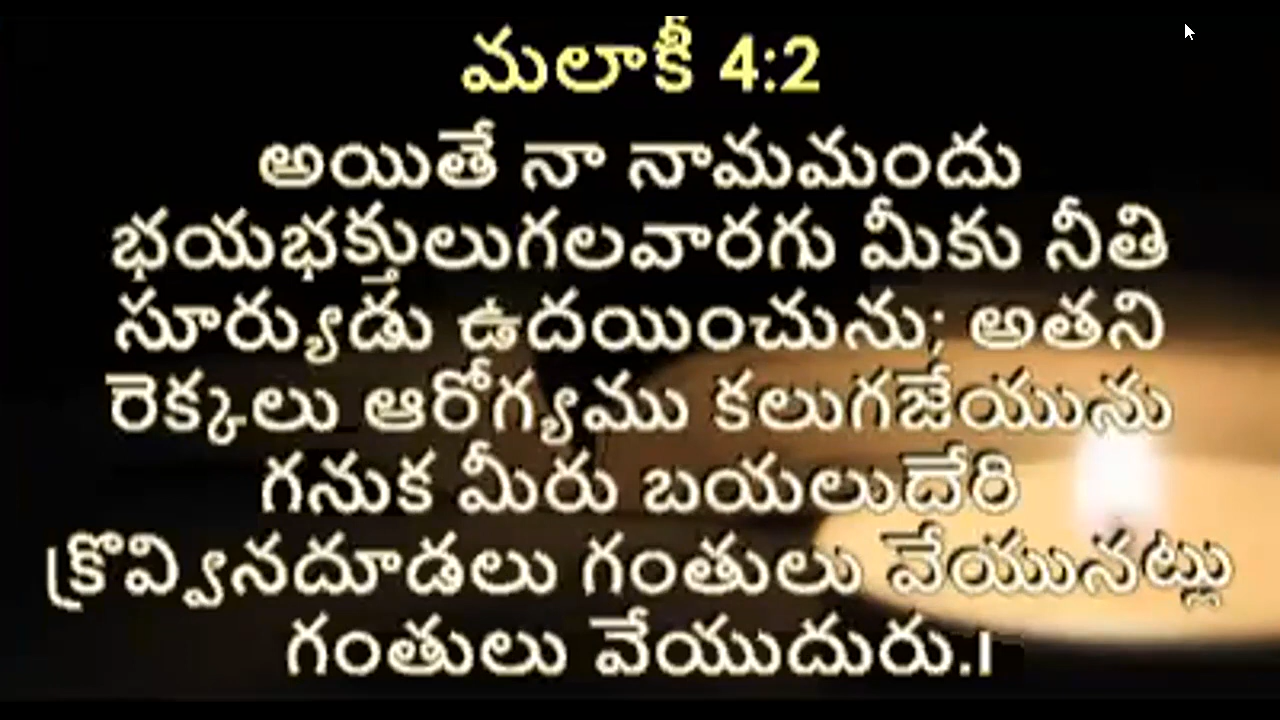 మలాకీ 4:2
అయితే నా నామమందు
భయభక్తులుగలవారగు మీకు నీతి
సూర్యుడు ఉదయించును; అతని
రెక్కలు ఆరోగ్యము కలుగజేయును
గనుక మీరు బయలుదేరి
క్రొవ్వినదూడలు గంతులు వేయునట్లు
గంతులు వేయుదురు.।